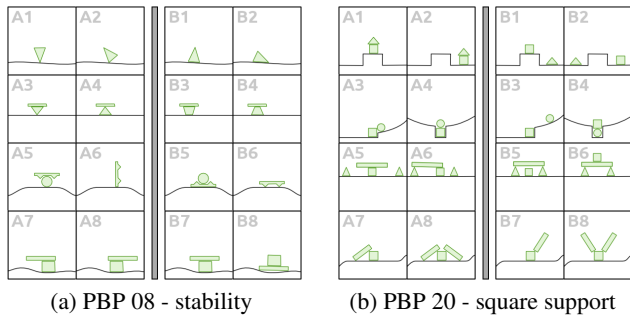 A1 A2 B1 B2
A3 A4 B3 B4
A5 A6 B5 B6
A7 A8 B7 B8
(a) PBP 08 - stability
A1 A2 B1 B2
A3 A4 B3 B4
A5 A6 B5 B6
A7 A8 B7 B8
(b) PBP 20 - square support